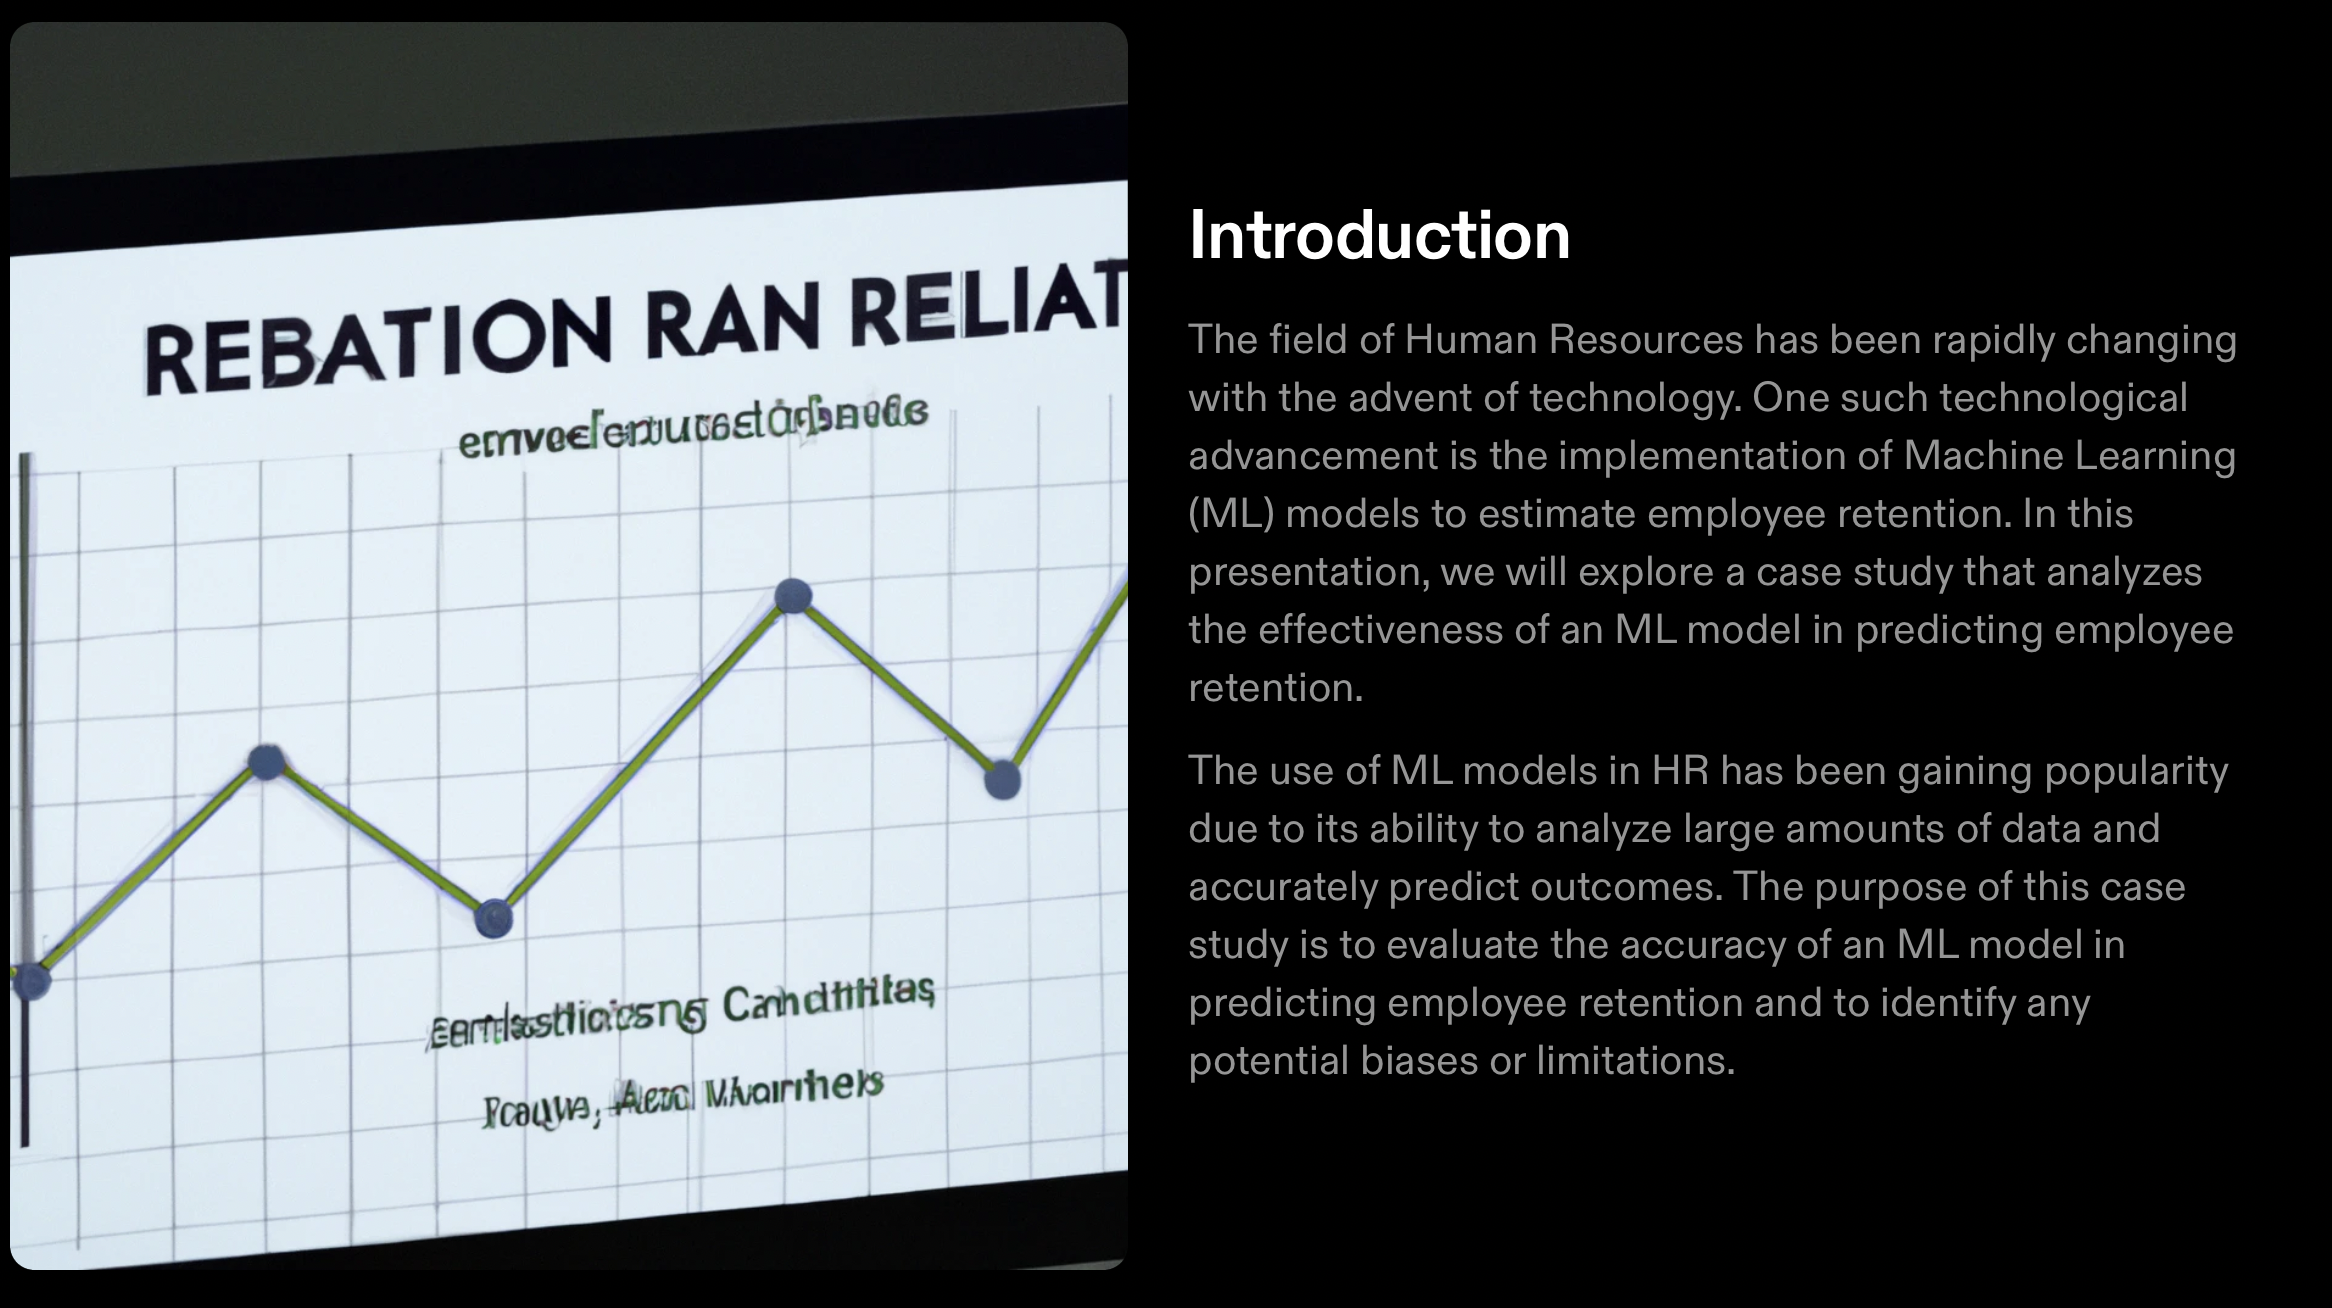 REBATION RAN RELIAT
Introduction
The field of Human Resources has been rapidly changing
with the advent of technology. One such technological
advancement is the implementation of Machine Learning
(ML) models to estimate employee retention. In this
presentation, we will explore a case study that analyzes
the effectiveness of an ML model in predicting employee
retention.
The use of ML models in HR has been gaining popularity
due to its ability to analyze large amounts of data and
accurately predict outcomes. The purpose of this case
study is to evaluate the accuracy of an ML model in
predicting employee retention and to identify any
potential biases or limitations.